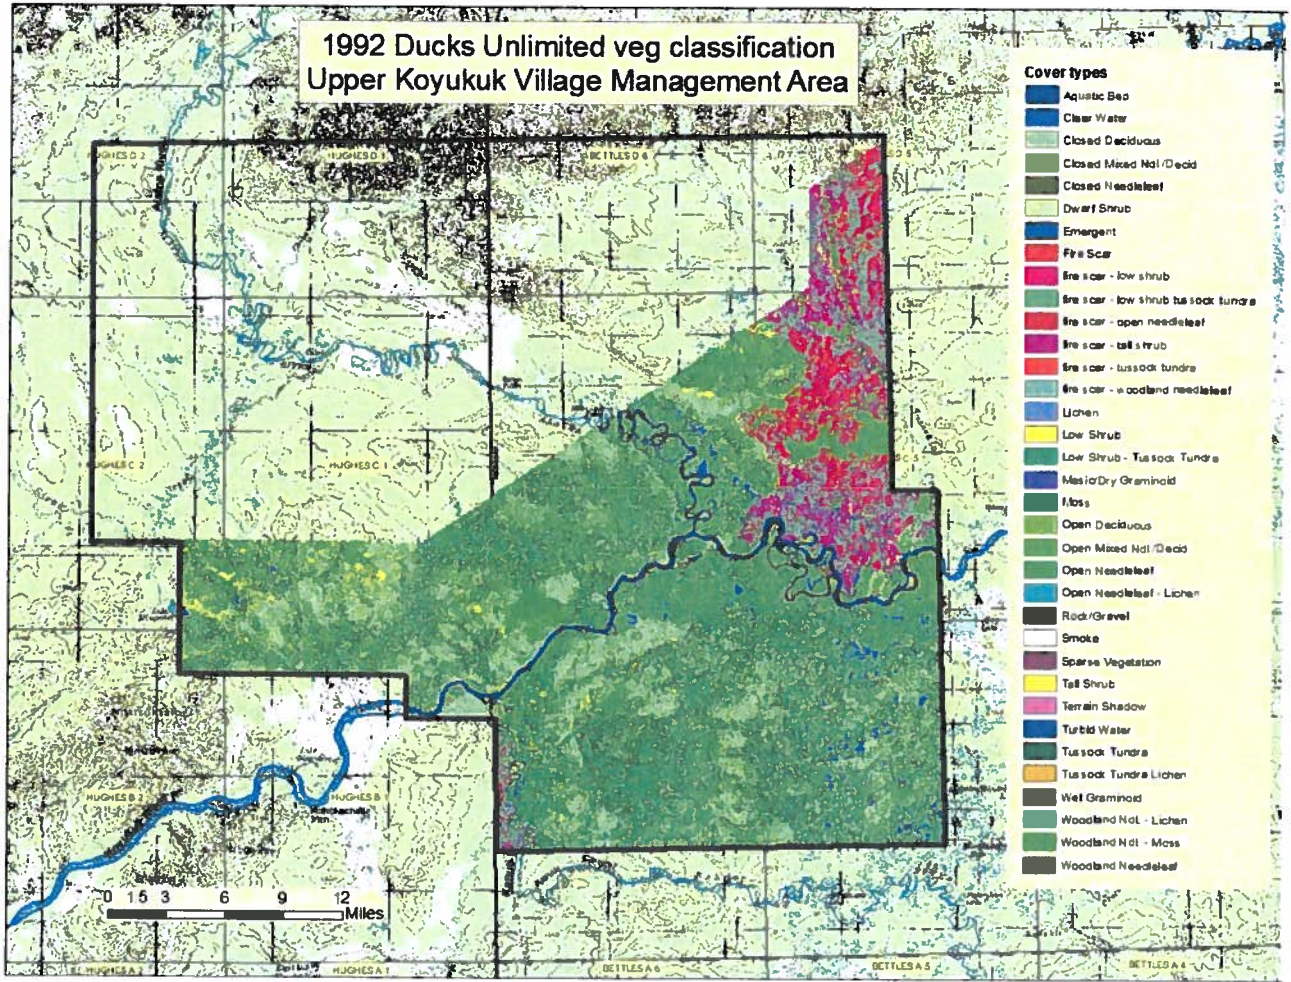 1992 Ducks Unlimited veg classification
Upper Koyukuk Village Management Area
Cover types
Aquatic Bed
Clear Water
Closed Deciduous
Closed Mixed Ndl/Decid
Closed Needleleaf
Dwarf Shrub
Emergent
Fire Scar
fire scar - low shrub
fire scar - low shrub tussock tundra
fire scar - open needleleaf
fire scar - tall shrub
fire scar - tussock tundra
fire scar - woodland needleleaf
Lichen
Low Shrub
Low Shrub - Tussock Tundra
Mesic/Dry Graminoid
Moss
Open Deciduous
Open Mixed Ndl/Decid
Open Needleleaf
Open Needleleaf - Lichen
Rock/Gravel
Smoke
Sparse Vegetation
Tall Shrub
Terrain Shadow
Turbid Water
Tussock Tundra
Tussock Tundra Lichen
Wet Graminoid
Woodland Ndl - Lichen
Woodland Ndl - Moss
Woodland Needleleaf
HUGHES D 2
HUGHES D 1
BETTLES D 6
HUGHES C 2
HUGHES C 1
HUGHES B 2
HUGHES B
0 1.5 3 6 9 12
Miles
HUGHES A 1
BETTLES A 6
BETTLES A 5
BETTLES A 4